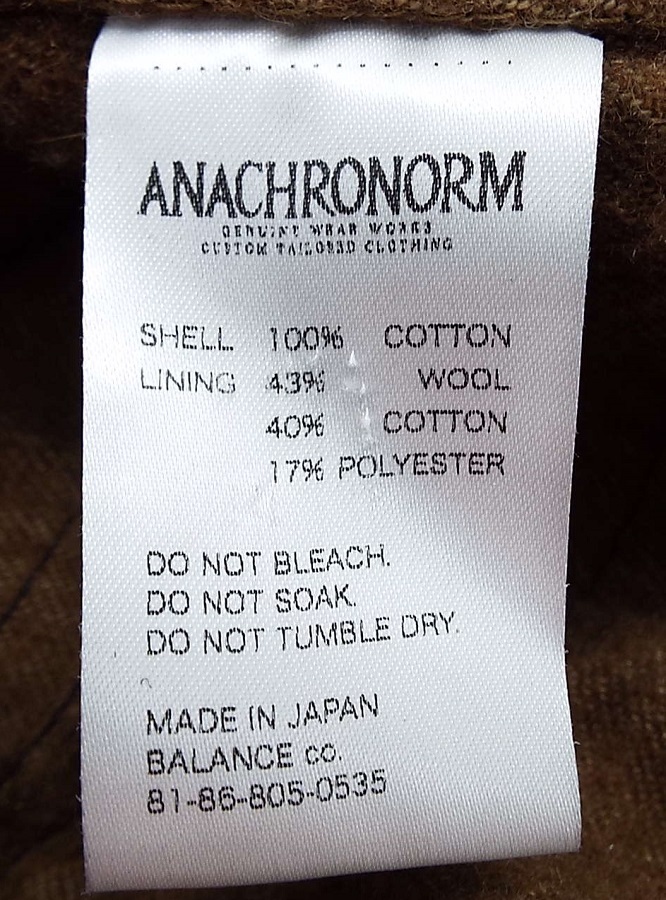 ANACHRONORM
GENUINE WEAR WORKS
CUSTOM TAILORED CLOTHING
SHELL 100% COTTON
LINING 43% WOOL
40% COTTON
17% POLYESTER
DO NOT BLEACH.
DO NOT SOAK.
DO NOT TUMBLE DRY.
MADE IN JAPAN
BALANCE co.
81-86-805-0535